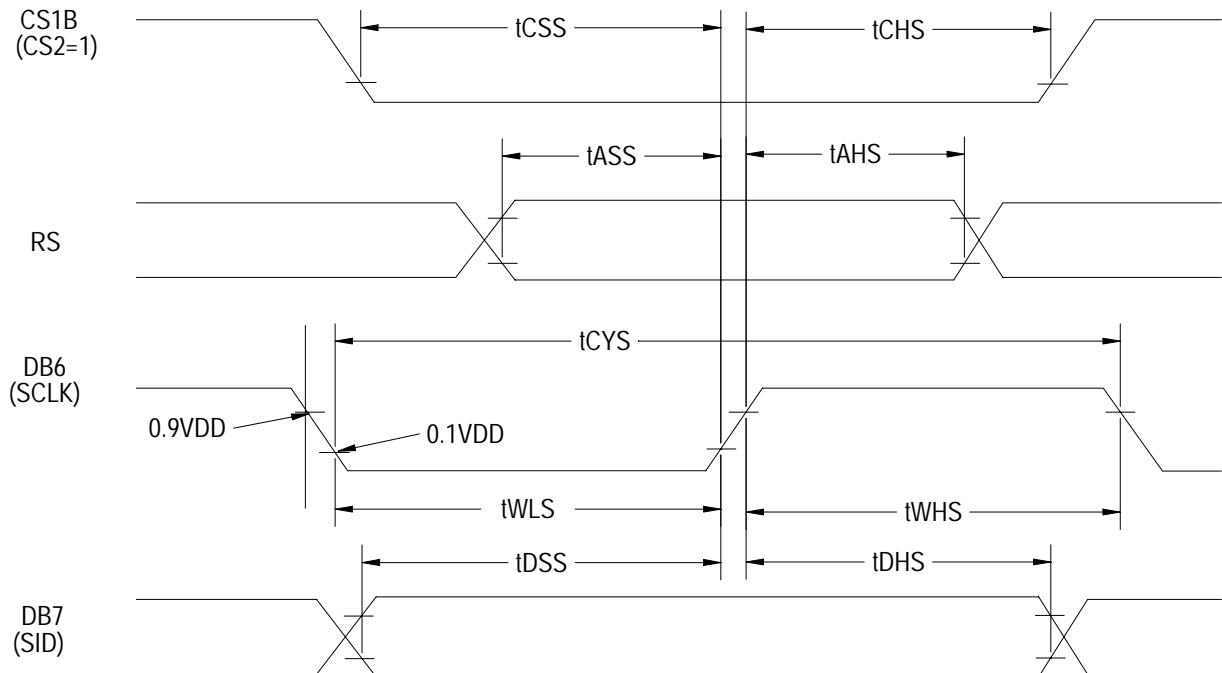 CS1B
(CS2=1)
tCSS
tCHS
tASS
tAHS
RS
tCYS
DB6
(SCLK)
0.9VDD
0.1VDD
tWLS
tWHS
tDSS
tDHS
DB7
(SID)